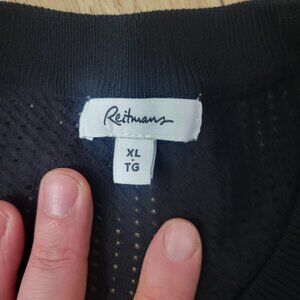 Reitmans
XL
-
TG